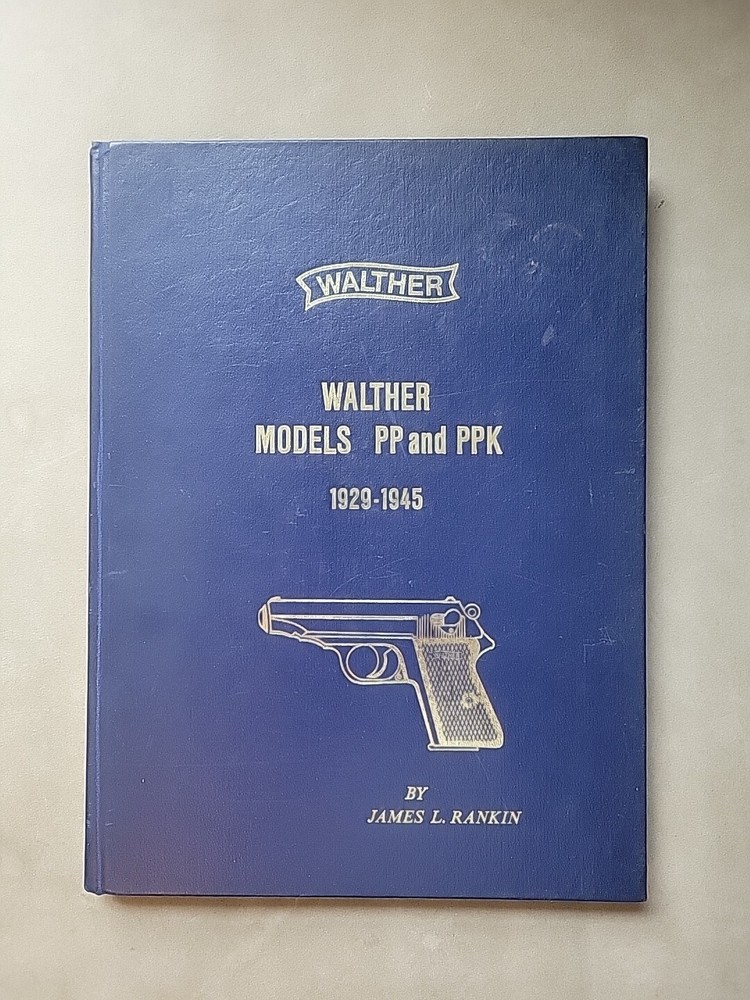 WALTHER
WALTHER
MODELS PP and PPK
1929-1945
BY
JAMES L. RANKIN